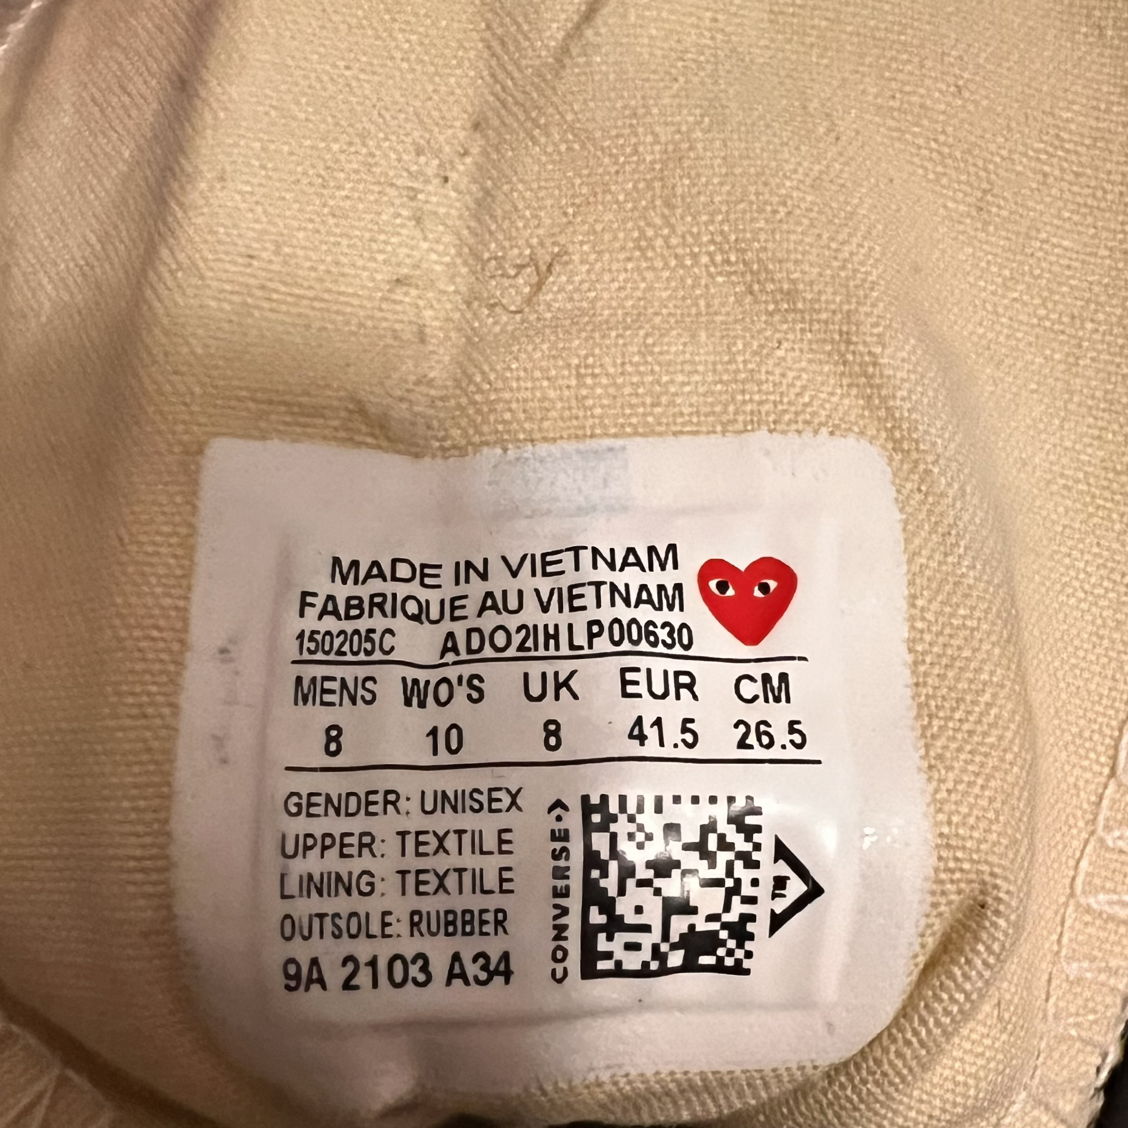 MADE IN VIETNAM
FABRIQUE AU VIETNAM
150205C ADO2IHLP00630
MENS WO'S UK EUR CM
8 10 8 41.5 26.5
GENDER: UNISEX
UPPER: TEXTILE
LINING: TEXTILE
OUTSOLE: RUBBER
9A 2103 A34
CONVERSE